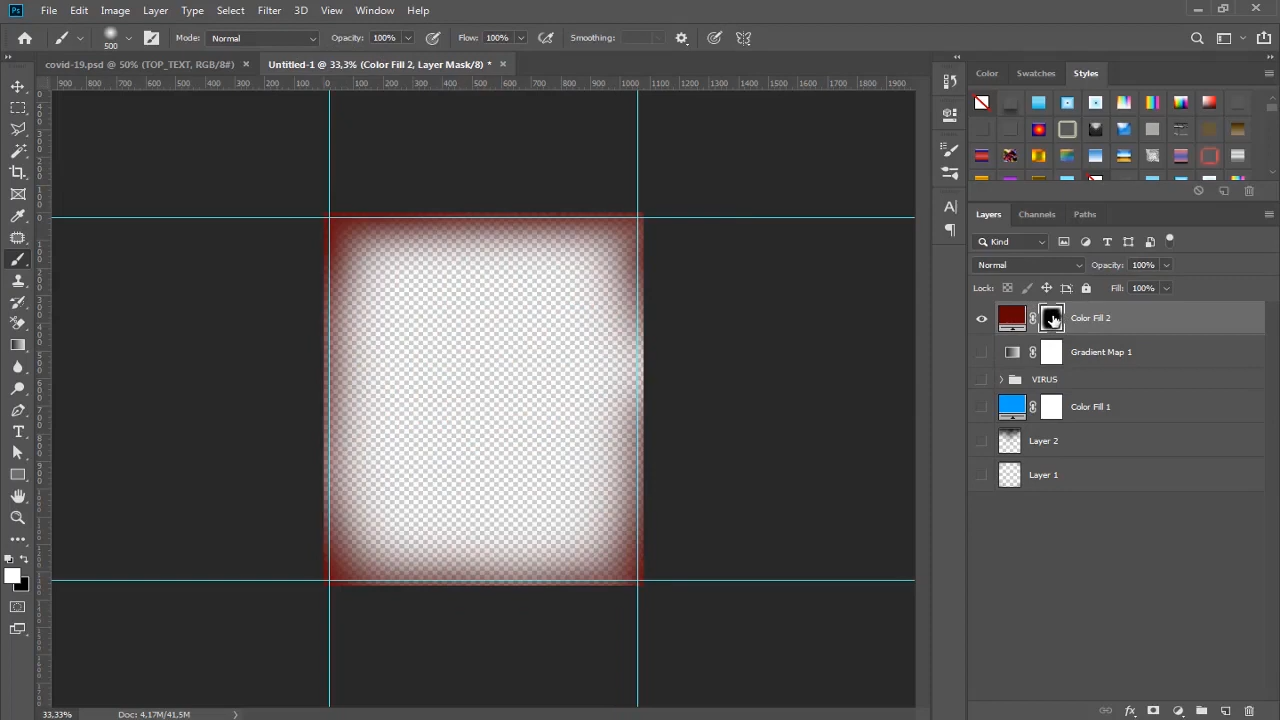 Ps File Edit Image Layer Type Select Filter 3D View Window Help
500 Mode: Normal Opacity: 100% Flow: 100% Smoothing:
covid-19.psd @ 50% (TOP_TEXT, RGB/8#) × Untitled-1 @ 33,3% (Color Fill 2, Layer Mask/8) * ×
900 800 700 600 500 400 300 200 100 0 100 200 300 400 500 600 700 800 900 1000 1100 1200 1300 1400 1500 1600 1700 1800 1900
Color Swatches Styles
Layers Channels Paths
Kind
Normal Opacity: 100%
Lock: Fill: 100%
Color Fill 2
Gradient Map 1
VIRUS
Color Fill 1
Layer 2
Layer 1
fx
33,33% Doc: 4.17M/41,5M